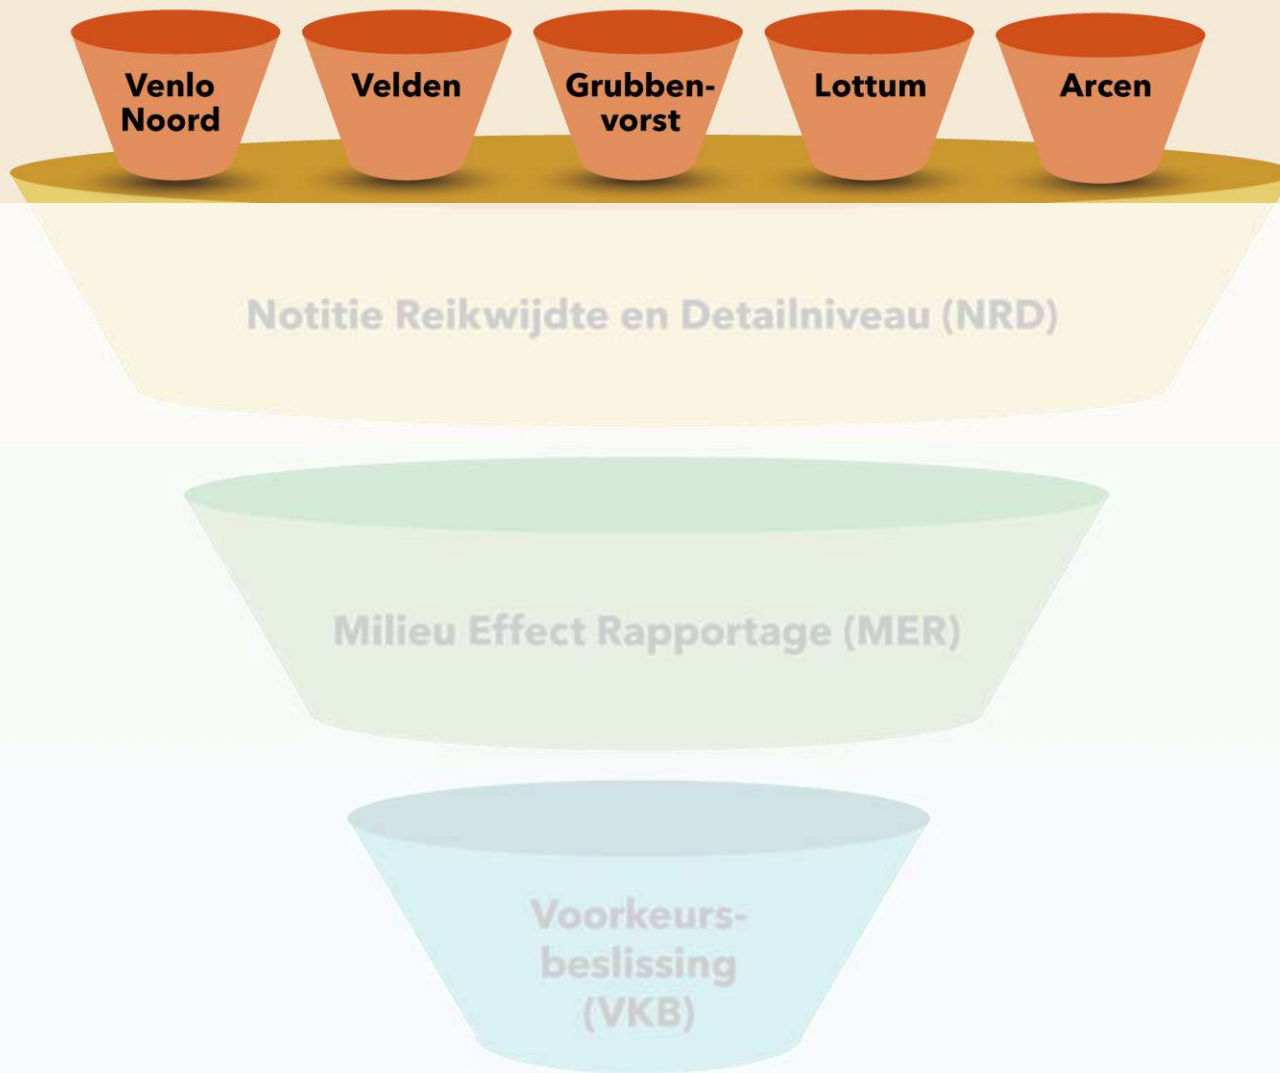 Venlo
Noord
Velden
Grubben-
vorst
Lottum
Arcen
Notitie Reikwijdte en Detailniveau (NRD)
Milieu Effect Rapportage (MER)
Voorkeurs-
beslissing
(VKB)